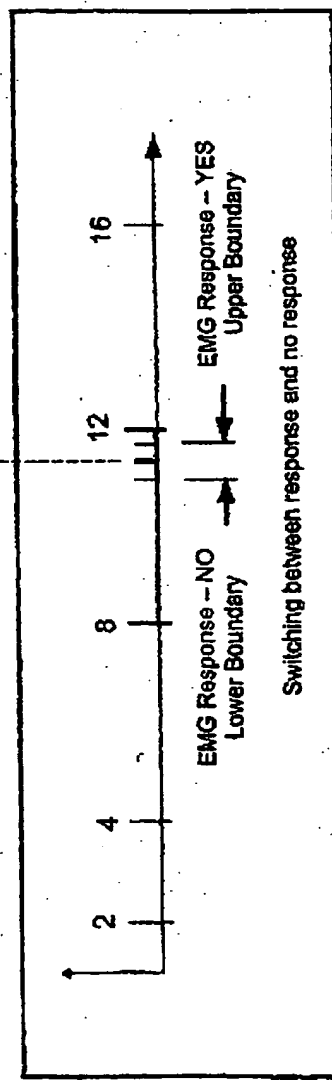 2 4 8 12 16
EMG Response – NO
Lower Boundary
EMG Response – YES
Upper Boundary
Switching between response and no response